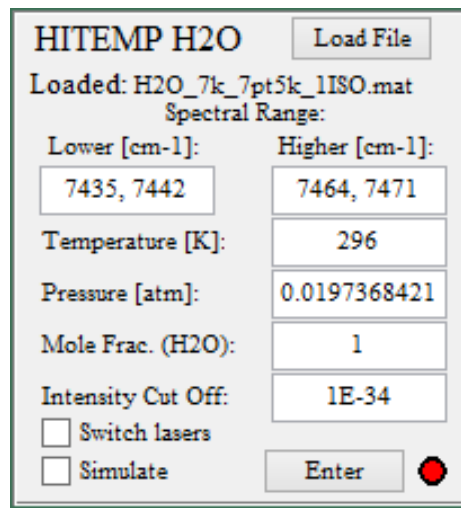 HITEMP H2O Load File
Loaded: H2O_7k_7pt5k_1ISO.mat
Spectral Range:
Lower [cm-1]: Higher [cm-1]:
7435, 7442 7464, 7471
Temperature [K]: 296
Pressure [atm]: 0.0197368421
Mole Frac. (H2O): 1
Intensity Cut Off: 1E-34
Switch lasers
Simulate Enter